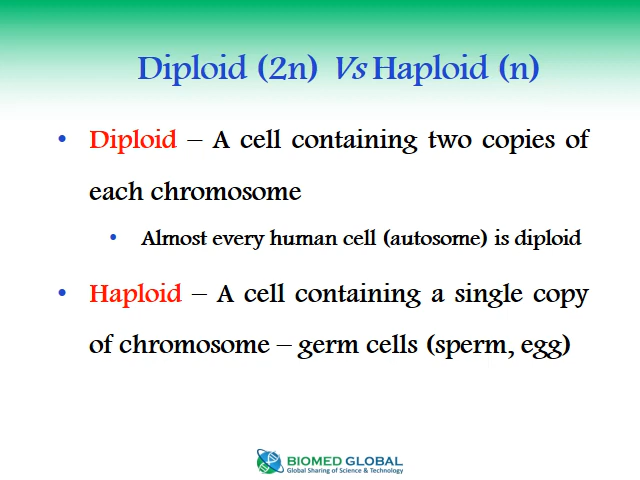 Diploid (2n) Vs Haploid (n)
• Diploid – A cell containing two copies of
each chromosome
• Almost every human cell (autosome) is diploid
• Haploid – A cell containing a single copy
of chromosome – germ cells (sperm, egg)
BIOMED GLOBAL
Global Sharing of Science & Technology